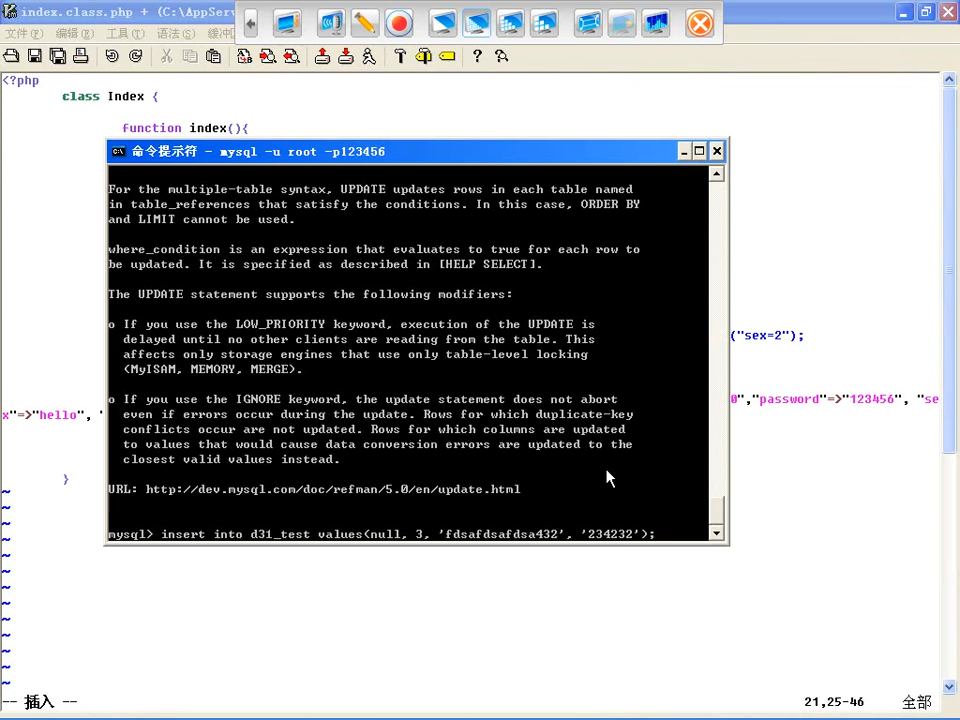 index.class.php + (C:\AppServ
文件(F) 编辑(E) 工具(T) 语法(S) 缓冲
<?php
class Index {
function index(){
命令提示符 - mysql -u root -p123456
For the multiple-table syntax, UPDATE updates rows in each table named
in table_references that satisfy the conditions. In this case, ORDER BY
and LIMIT cannot be used.
where_condition is an expression that evaluates to true for each row to
be updated. It is specified as described in [HELP SELECT].
The UPDATE statement supports the following modifiers:
o If you use the LOW_PRIORITY keyword, execution of the UPDATE is
delayed until no other clients are reading from the table. This
affects only storage engines that use only table-level locking
(MyISAM, MEMORY, MERGE).
o If you use the IGNORE keyword, the update statement does not abort
even if errors occur during the update. Rows for which duplicate-key
conflicts occur are not updated. Rows for which columns are updated
to values that would cause data conversion errors are updated to the
closest valid values instead.
URL: http://dev.mysql.com/doc/refman/5.0/en/update.html
mysql> insert into d31_test values(null, 3, 'fdsafdsafdsa432', '234232');
("sex=2");
0","password"=>"123456", "se
x"=>"hello", "
}
~
~
~
~
~
~
~
~
~
~
~
~
~
-- 插入 --
21,25-46 全部